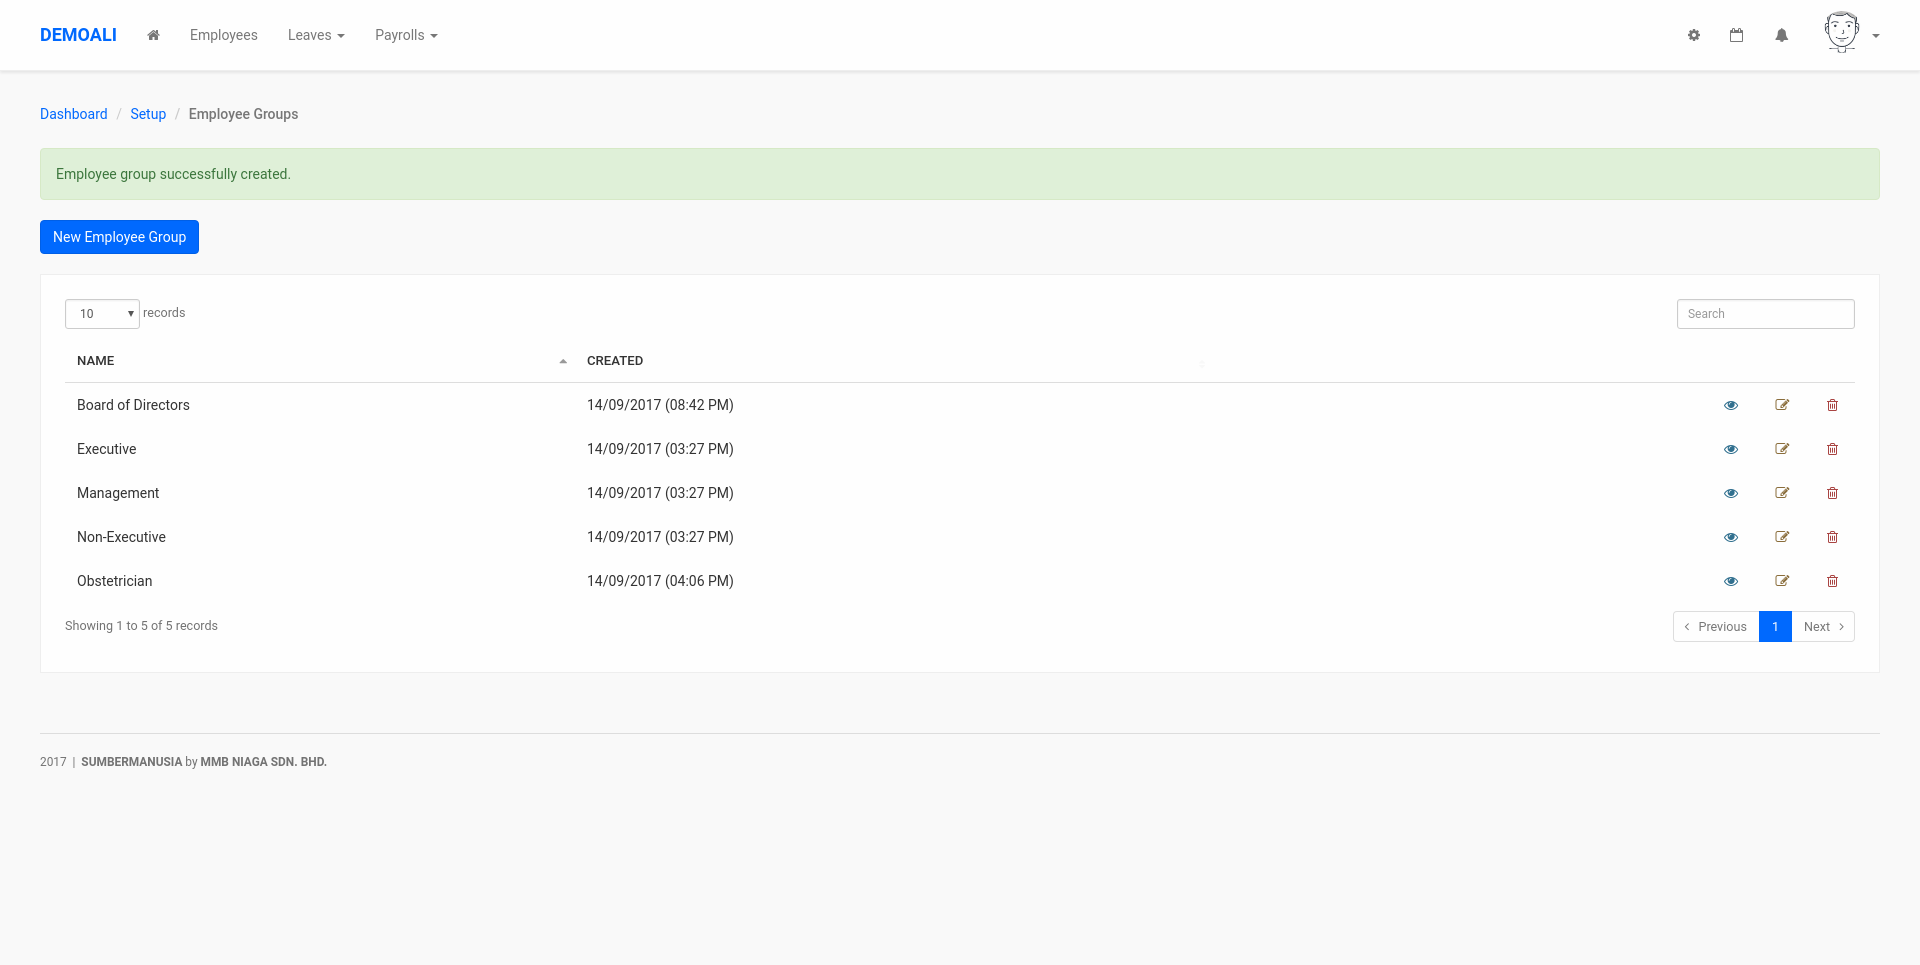 DEMOALI Employees Leaves Payrolls
Dashboard / Setup / Employee Groups
Employee group successfully created.
New Employee Group
10 records Search
NAME CREATED
Board of Directors 14/09/2017 (08:42 PM)
Executive 14/09/2017 (03:27 PM)
Management 14/09/2017 (03:27 PM)
Non-Executive 14/09/2017 (03:27 PM)
Obstetrician 14/09/2017 (04:06 PM)
Showing 1 to 5 of 5 records ‹ Previous 1 Next ›
2017 | SUMBERMANUSIA by MMB NIAGA SDN. BHD.